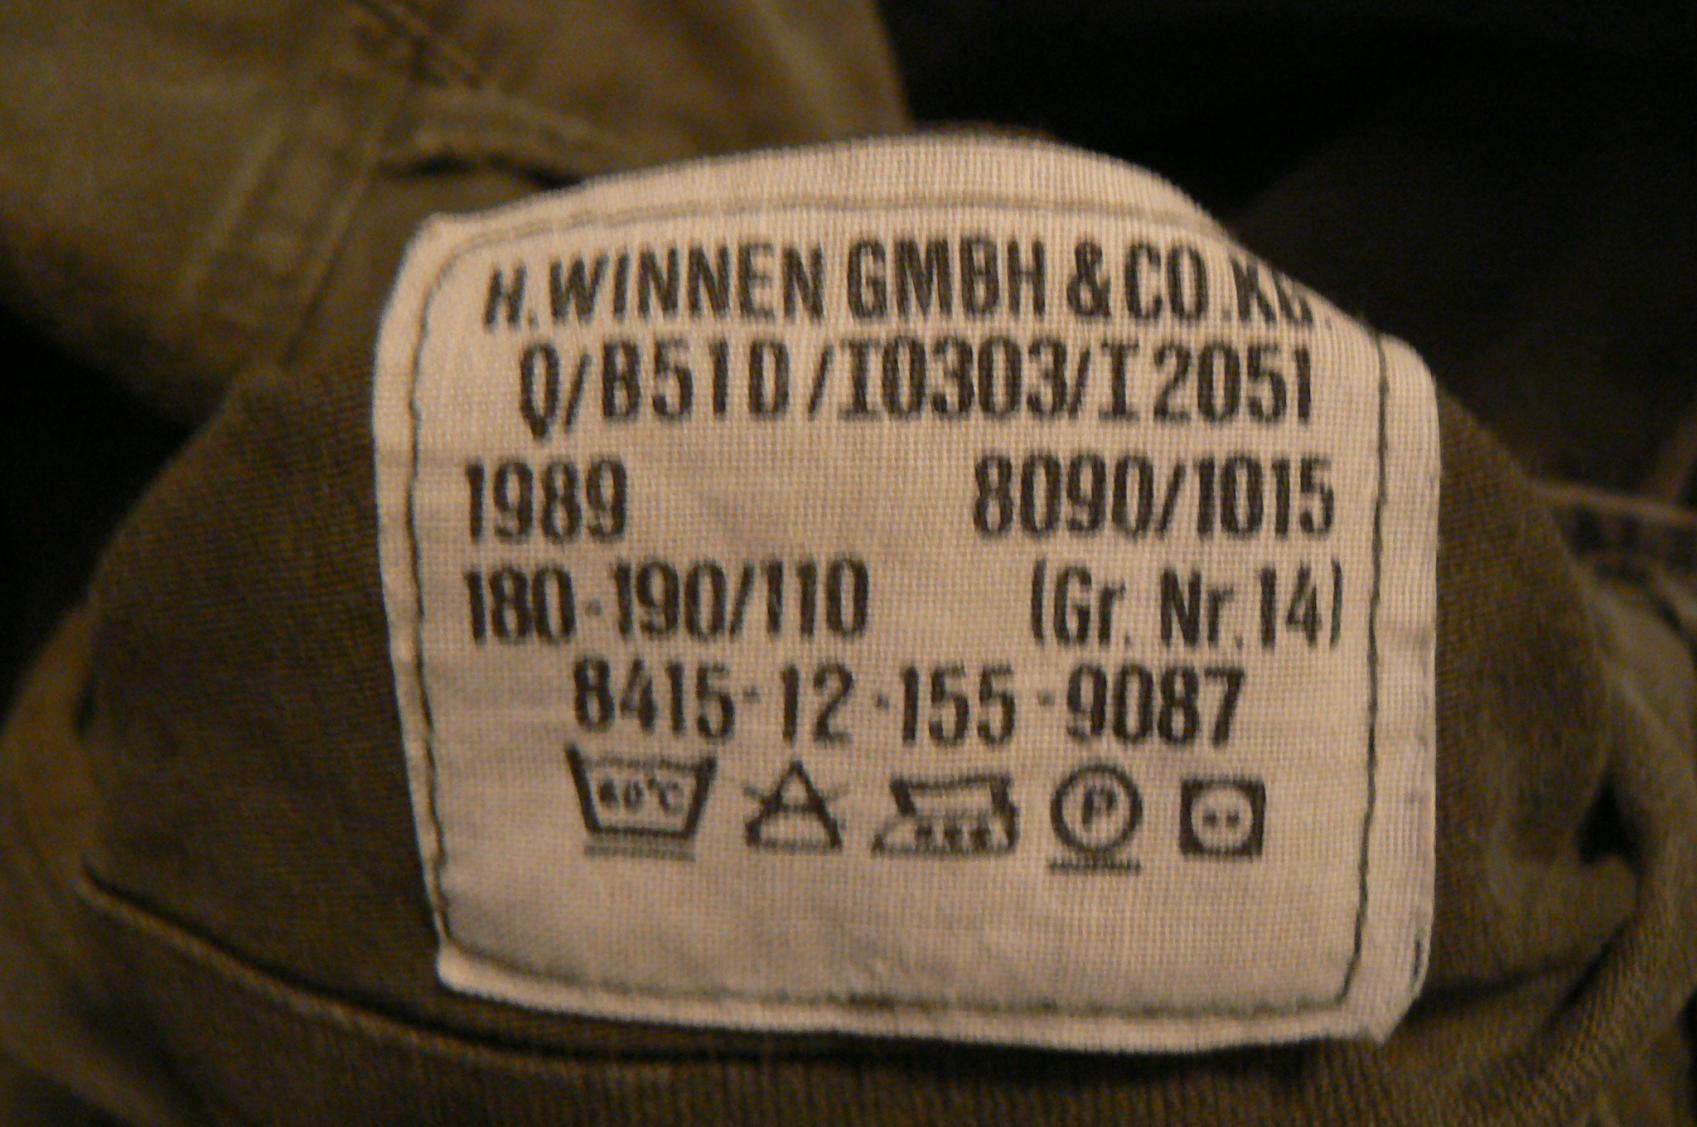 H.WINNEN GMBH & CO.KG.
Q/B51D/I0303/I2051
1989 8090/1015
180-190/110 (Gr. Nr.14)
8415-12-155-9087
60°C P